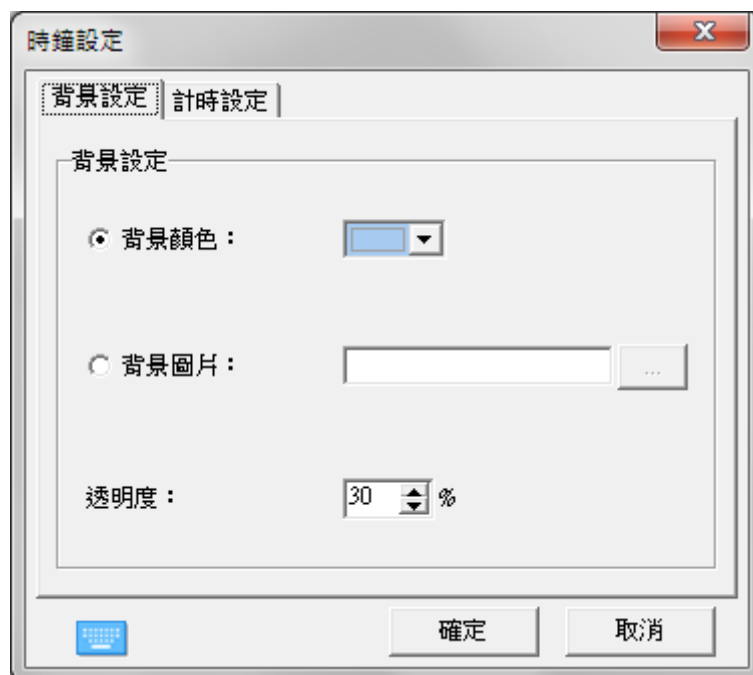 時鐘設定
背景設定 計時設定
背景設定
背景顏色：
背景圖片： ...
透明度： 30 %
確定 取消